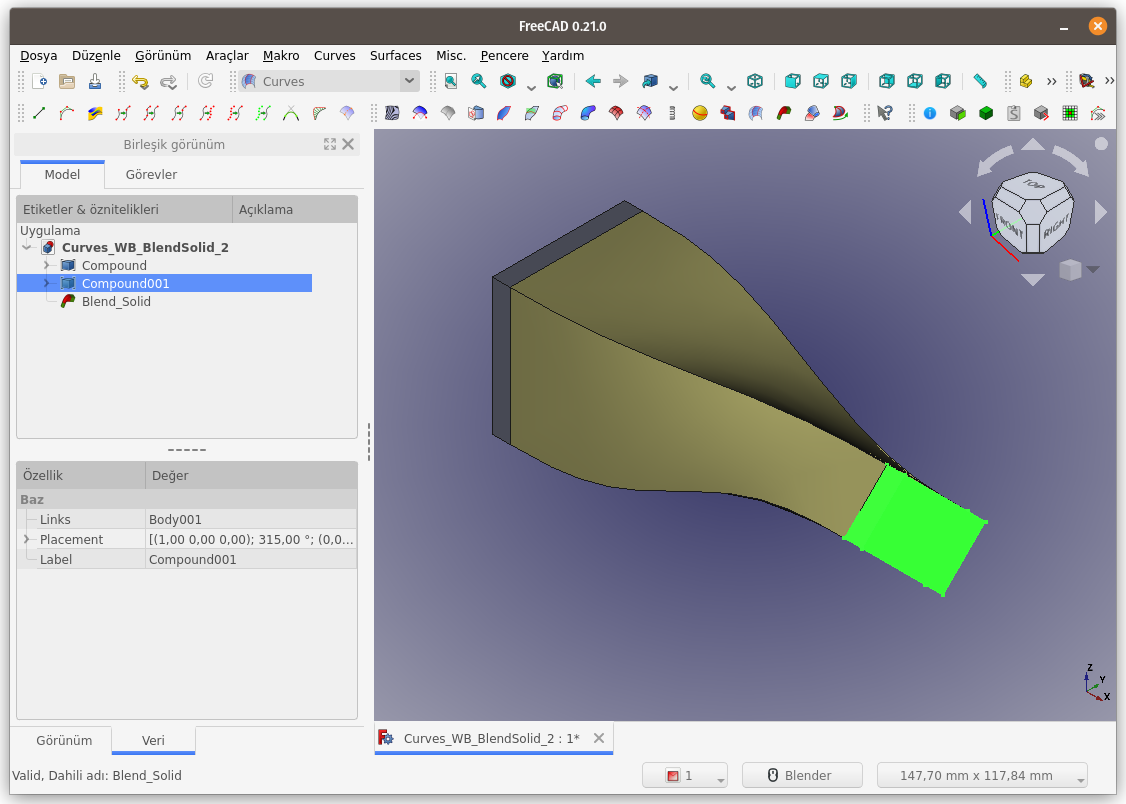 FreeCAD 0.21.0
Dosya Düzenle Görünüm Araçlar Makro Curves Surfaces Misc. Pencere Yardım
Curves
Birleşik görünüm
Model Görevler
Etiketler & öznitelikleri Açıklama
Uygulama
Curves_WB_BlendSolid_2
Compound
Compound001
Blend_Solid
Özellik Değer
Baz
Links Body001
Placement [(1,00 0,00 0,00); 315,00 °; (0,0...
Label Compound001
Görünüm Veri
TOP
FRONT
RIGHT
Z
Y
X
Curves_WB_BlendSolid_2 : 1*
Valid, Dahili adı: Blend_Solid
1
Blender
147,70 mm x 117,84 mm